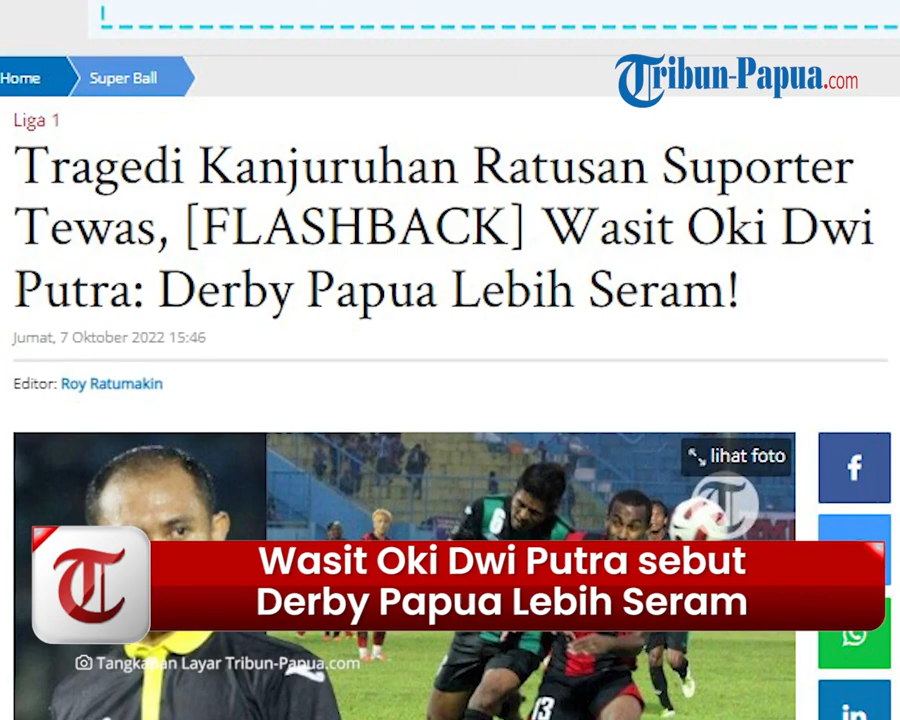 Home
Super Ball
Tribun-Papua.com
Liga 1
Tragedi Kanjuruhan Ratusan Suporter
Tewas, [FLASHBACK] Wasit Oki Dwi
Putra: Derby Papua Lebih Seram!
Jumat, 7 Oktober 2022 15:46
Editor: Roy Ratumakin
lihat foto
6
T
f
Wasit Oki Dwi Putra sebut
Derby Papua Lebih Seram
Tangkapan Layar Tribun-Papua.com
13
in